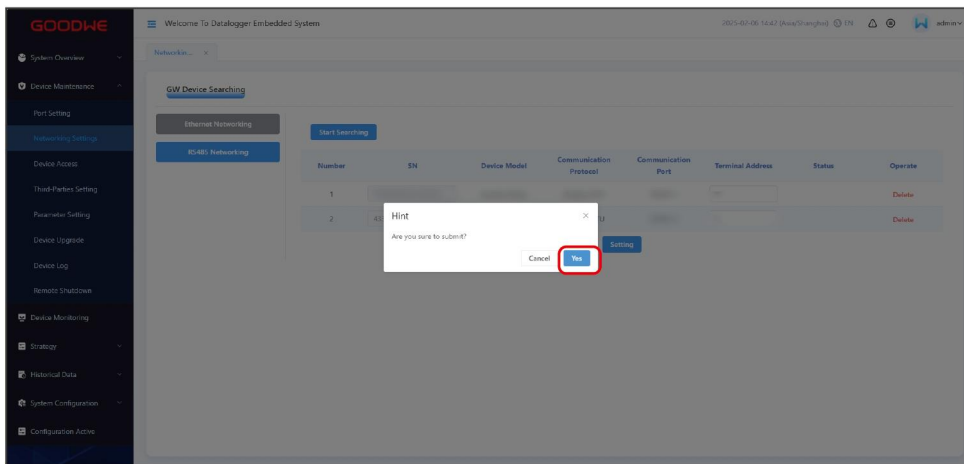 GOODWE
Welcome To Datalogger Embedded System
2025-07-08 14:47 (Asia/Shanghai) EN admin
Networkin... ×
System Overview
Device Maintenance
Port Setting
Networking Settings
Device Access
Third-Parties Setting
Parameter Setting
Device Upgrade
Device Log
Remote Shutdown
Device Monitoring
Strategy
Historical Data
System Configuration
Configuration Active
GW Device Searching
Ethernet Networking
RS485 Networking
Start Searching
Number SN Device Model Communication Protocol Communication Port Terminal Address Status Operate
1 Delete
2 Delete
Setting
Hint ×
Are you sure to submit?
Cancel Yes